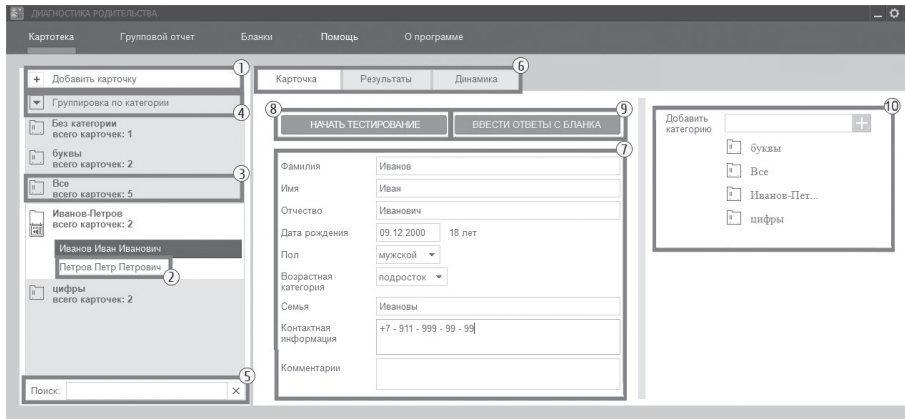 ДИАГНОСТИКА РОДИТЕЛЬСТВА
Картотека Групповой отчет Бланки Помощь О программе
1
+ Добавить карточку
4
Группировка по категории
Без категории
всего карточек: 1
буквы
всего карточек: 2
3
Все
всего карточек: 5
Иванов-Петров
всего карточек: 2
Иванов Иван Иванович
Петров Петр Петрович
2
цифры
всего карточек: 2
5
Поиск: ×
6
Карточка Результаты Динамика
8 9
НАЧАТЬ ТЕСТИРОВАНИЕ ВВЕСТИ ОТВЕТЫ С БЛАНКА
7
Фамилия Иванов
Имя Иван
Отчество Иванович
Дата рождения 09.12.2000 18 лет
Пол мужской
Возрастная
категория подросток
Семья Ивановы
Контактная
информация +7 - 911 - 999 - 99 - 99
Комментарии
10
Добавить
категорию +
буквы
Все
Иванов-Пет...
цифры